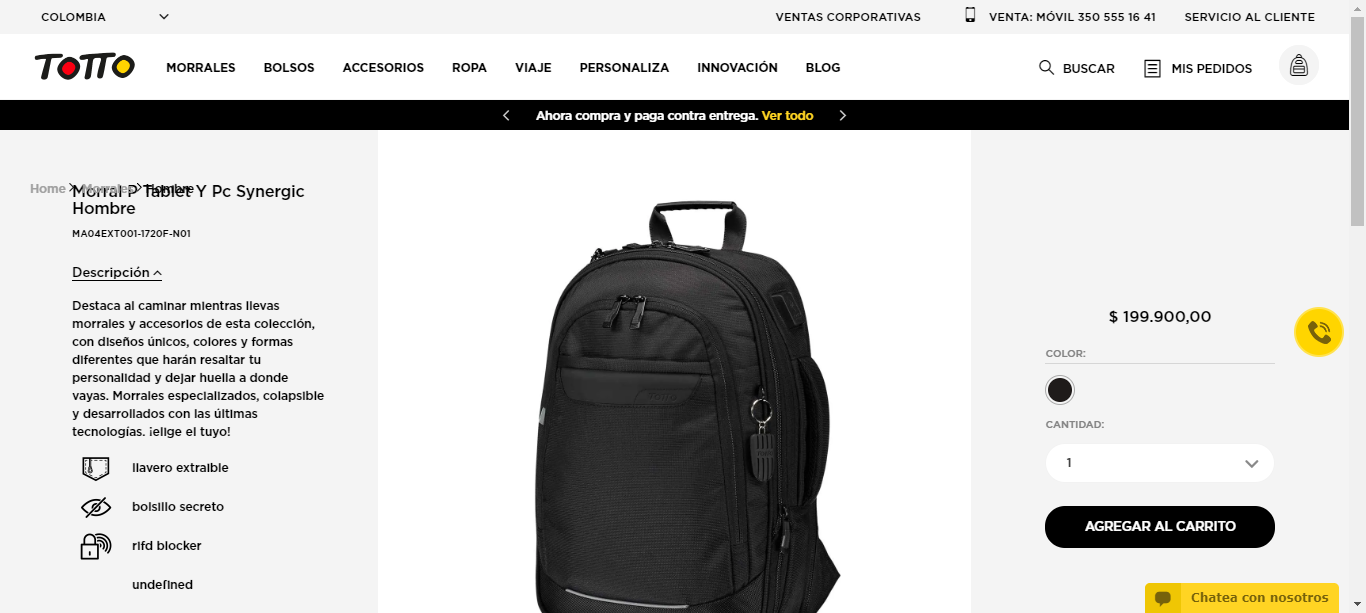 COLOMBIA
VENTAS CORPORATIVAS
VENTA: MÓVIL 350 555 16 41
SERVICIO AL CLIENTE
TOTTO
MORRALES
BOLSOS
ACCESORIOS
ROPA
VIAJE
PERSONALIZA
INNOVACIÓN
BLOG
BUSCAR
MIS PEDIDOS
Ahora compra y paga contra entrega. Ver todo
Home > Morrales > Hombre
Morral P Tablet Y Pc Synergic
Hombre
MA04EXT001-1720F-N01
Descripción
Destaca al caminar mientras llevas
morrales y accesorios de esta colección,
con diseños únicos, colores y formas
diferentes que harán resaltar tu
personalidad y dejar huella a donde
vayas. Morrales especializados, colapsible
y desarrollados con las últimas
tecnologías. ¡elige el tuyo!
llavero extraible
bolsillo secreto
rifd blocker
undefined
TOTTO
$ 199.900,00
COLOR:
CANTIDAD:
1
AGREGAR AL CARRITO
Chatea con nosotros